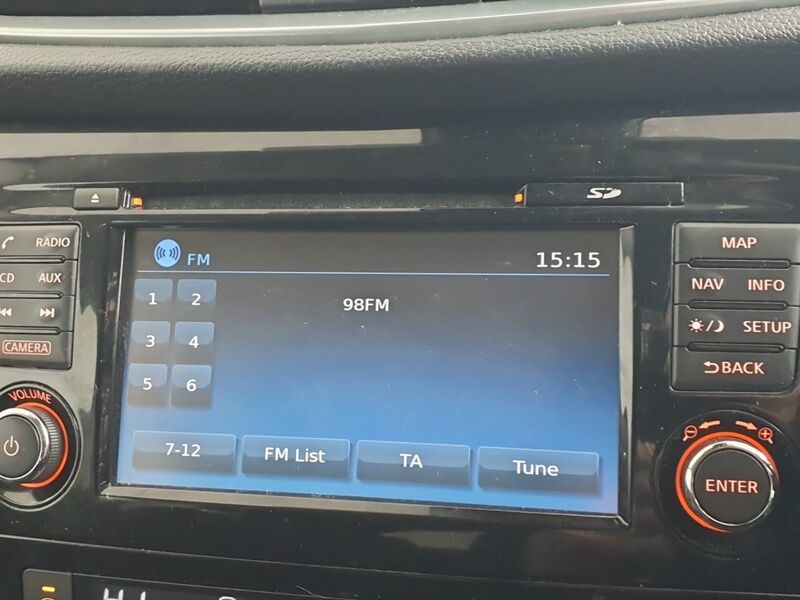 SD
RADIO
CD AUX
CAMERA
VOLUME
FM 15:15
98FM
1 2
3 4
5 6
7-12 FM List TA Tune
MAP
NAV INFO
SETUP
BACK
ENTER